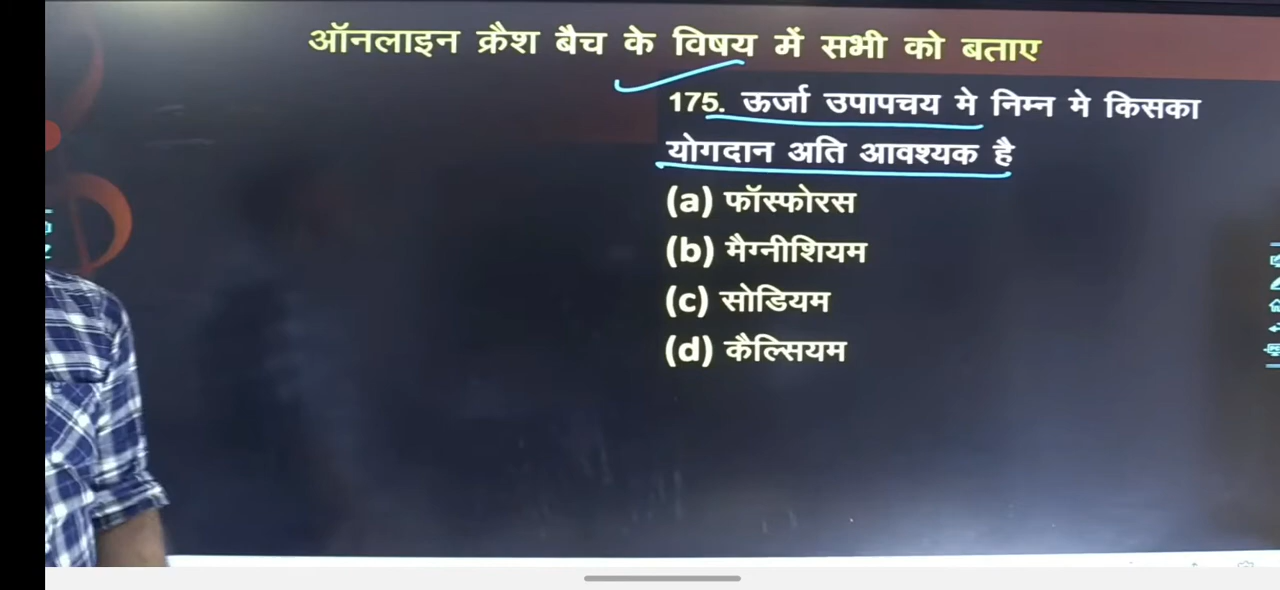 ऑनलाइन क्रैश बैच के विषय में सभी को बताए
175. ऊर्जा उपापचय मे निम्न मे किसका
योगदान अति आवश्यक है
(a) फॉस्फोरस
(b) मैग्नीशियम
(c) सोडियम
(d) कैल्सियम